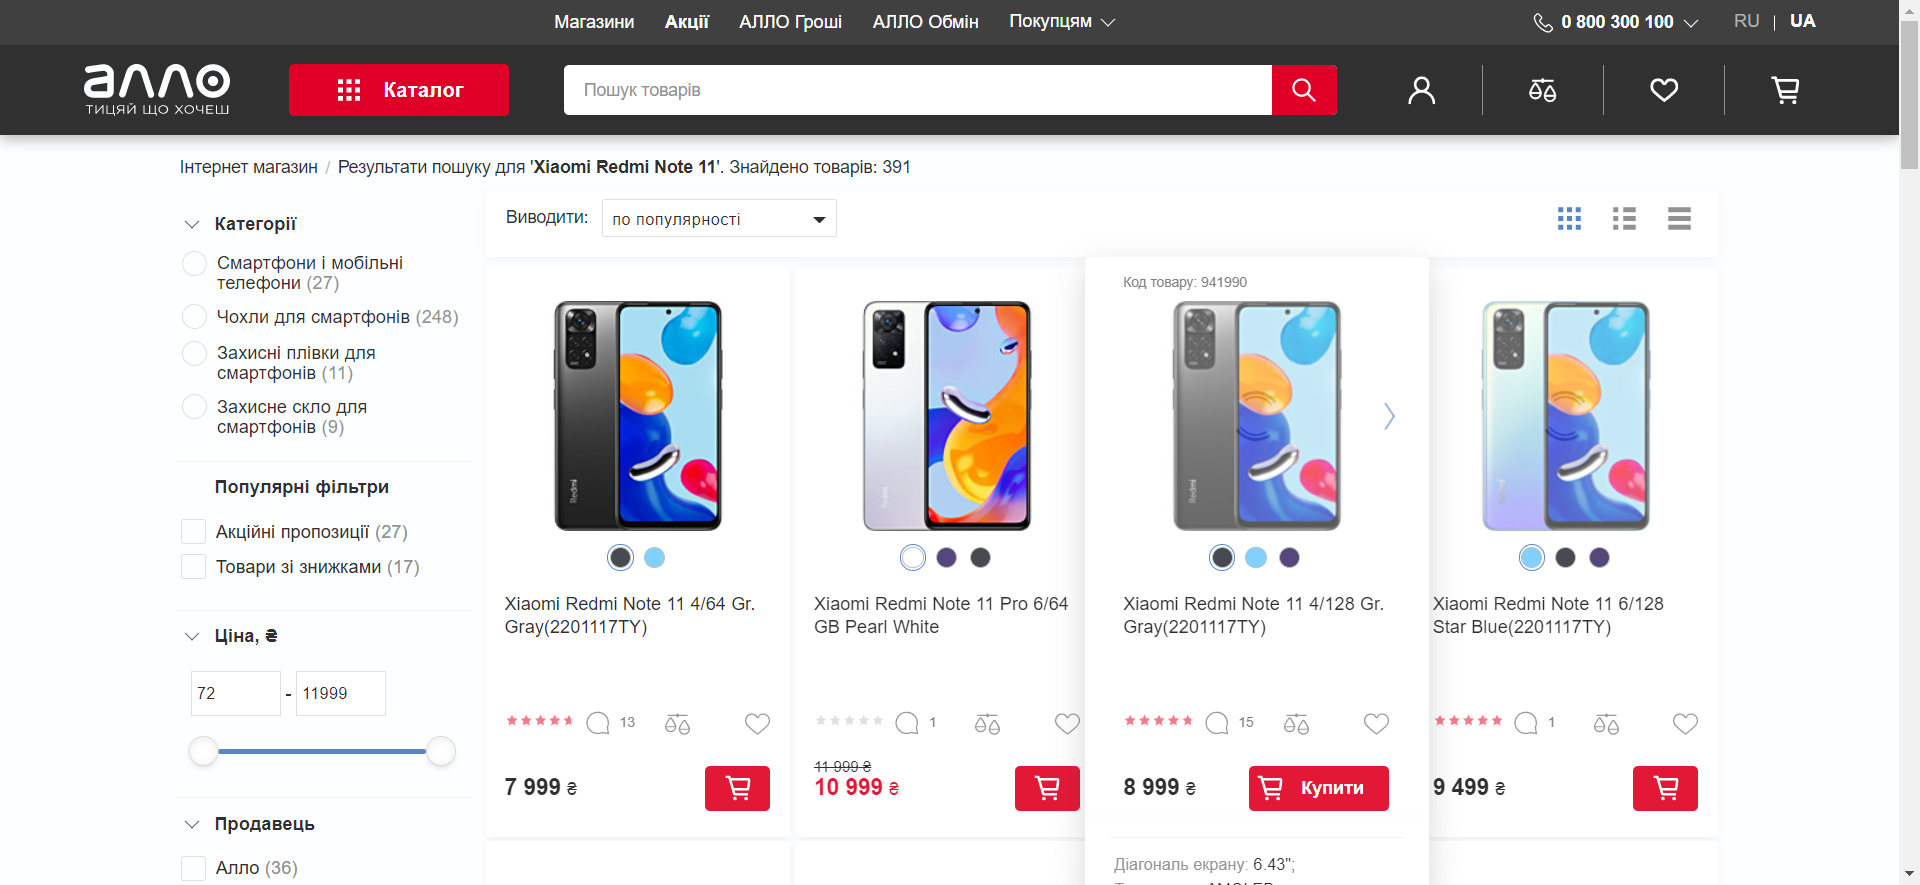 Магазини Акції АЛЛО Гроші АЛЛО Обмін Покупцям 0 800 300 100 RU | UA
алло
ТИЦЯЙ ЩО ХОЧЕШ
Каталог
Пошук товарів
Інтернет магазин / Результати пошуку для 'Xiaomi Redmi Note 11'. Знайдено товарів: 391
Категорії
Смартфони і мобільні
телефони (27)
Чохли для смартфонів (248)
Захисні плівки для
смартфонів (11)
Захисне скло для
смартфонів (9)
Популярні фільтри
Акційні пропозиції (27)
Товари зі знижками (17)
Ціна, ₴
72 - 11999
Продавець
Алло (36)
Виводити: по популярності
Redmi
Xiaomi Redmi Note 11 4/64 Gr.
Gray(2201117TY)
13
7 999 ₴
Redmi
Xiaomi Redmi Note 11 Pro 6/64
GB Pearl White
1
11 999 ₴
10 999 ₴
Код товару: 941990
Redmi
Xiaomi Redmi Note 11 4/128 Gr.
Gray(2201117TY)
15
8 999 ₴
Купити
Діагональ екрану: 6.43";
Redmi
Xiaomi Redmi Note 11 6/128
Star Blue(2201117TY)
1
9 499 ₴